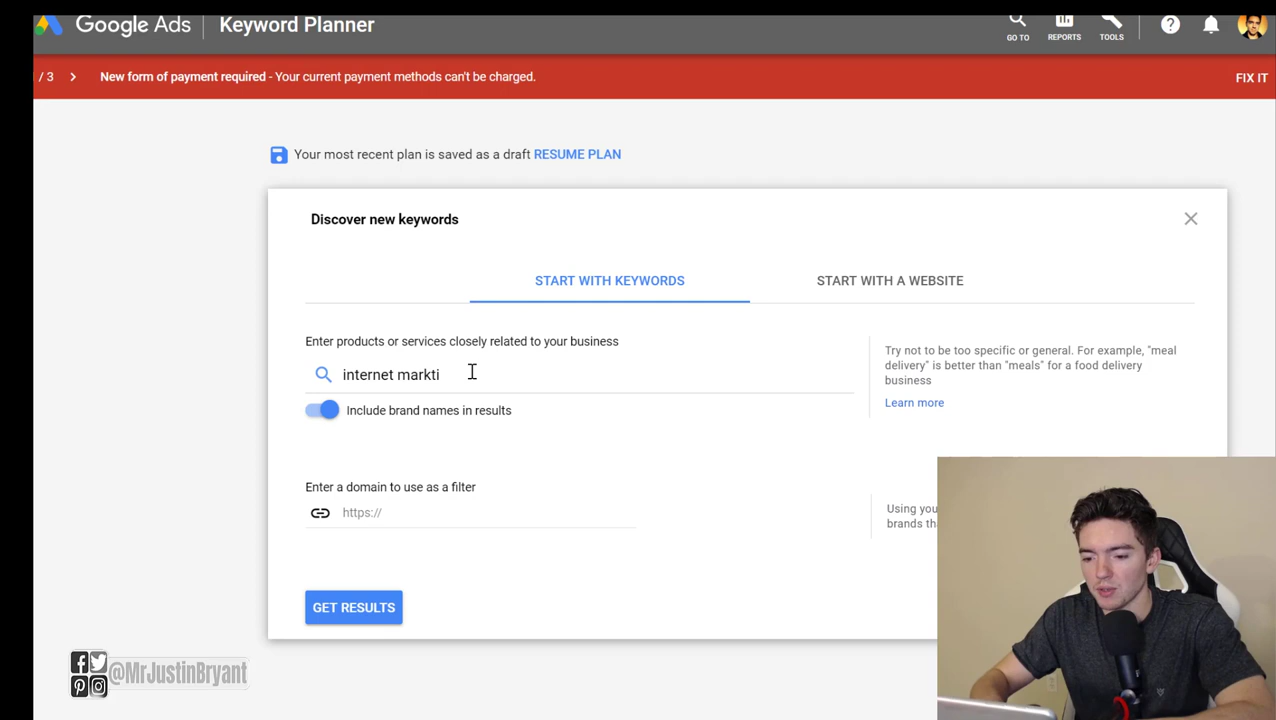 Google Ads | Keyword Planner
GO TO REPORTS TOOLS
/ 3 > New form of payment required - Your current payment methods can't be charged. FIX IT
Your most recent plan is saved as a draft RESUME PLAN
Discover new keywords
START WITH KEYWORDS START WITH A WEBSITE
Enter products or services closely related to your business
internet markti
Include brand names in results
Try not to be too specific or general. For example, "meal
delivery" is better than "meals" for a food delivery
business
Learn more
Enter a domain to use as a filter
https://
Using you
brands tha
GET RESULTS
@MrJustinBryant